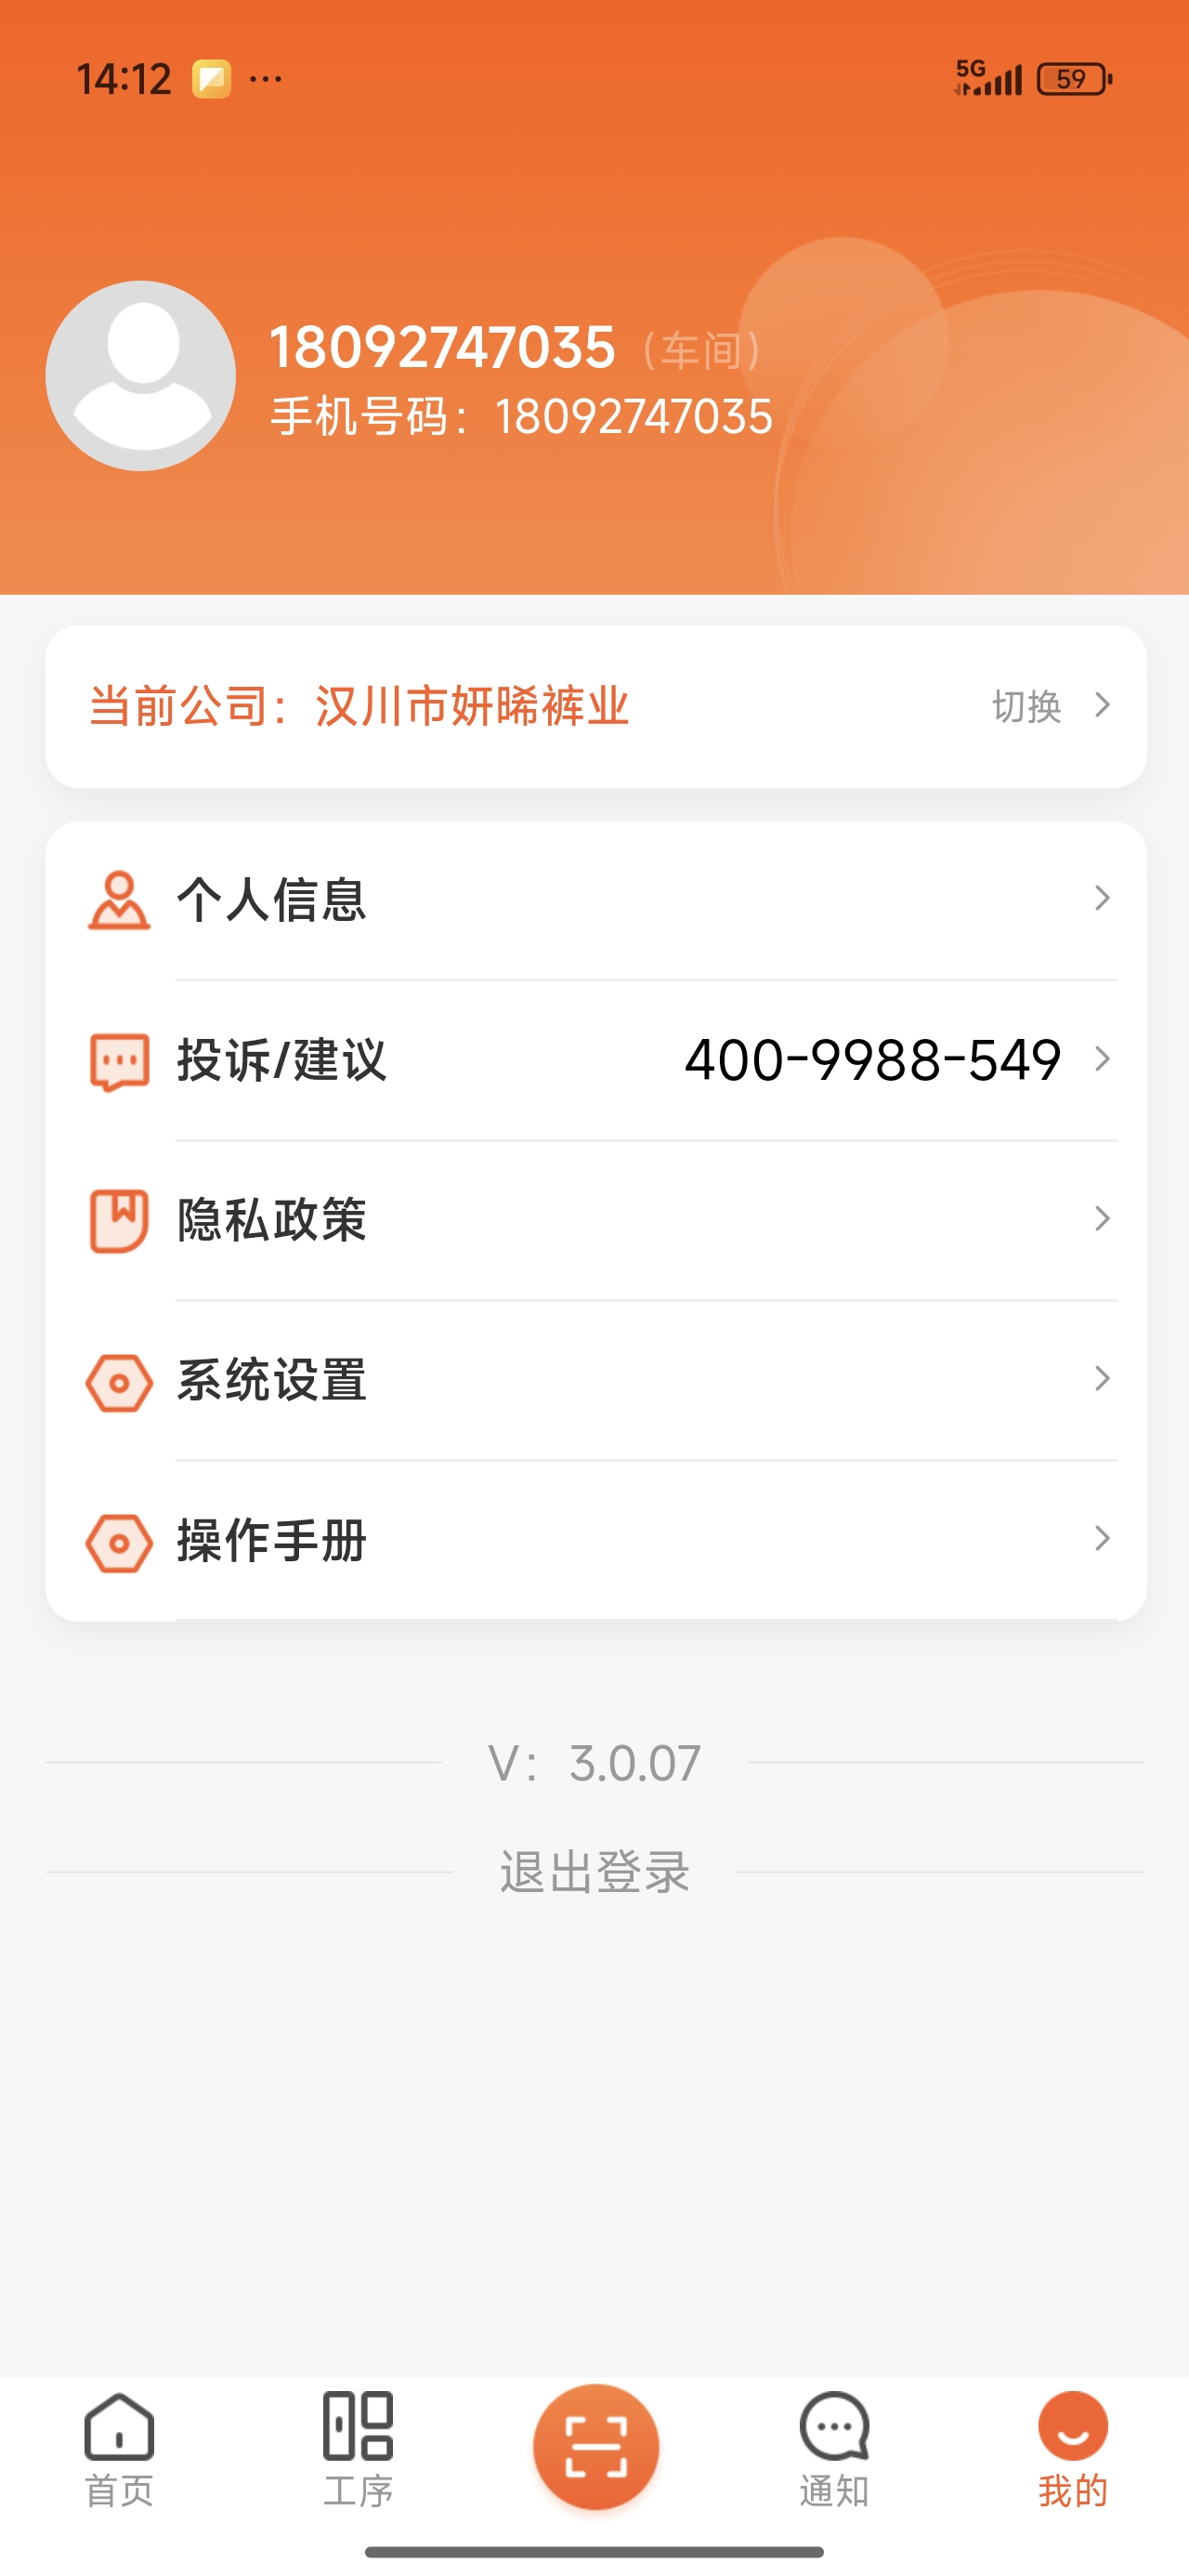 14:12 ... 5G 59
18092747035（车间）
手机号码：18092747035
当前公司：汉川市妍晞裤业 切换
个人信息
投诉/建议 400-9988-549
隐私政策
系统设置
操作手册
V：3.0.07
退出登录
首页 工序 通知 我的